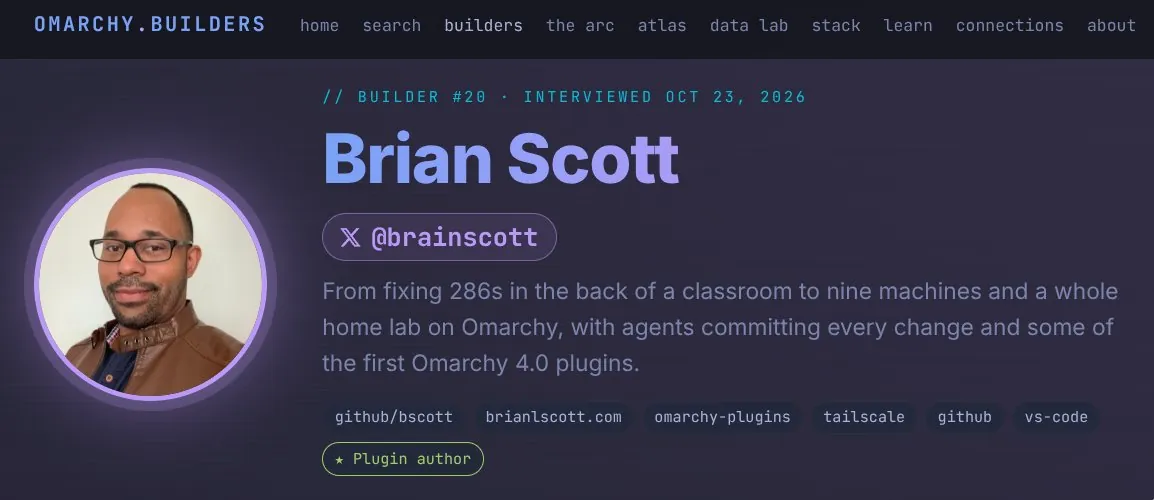 OMARCHY.BUILDERS home search builders the arc atlas data lab stack learn connections about
// BUILDER #20 · INTERVIEWED OCT 23, 2026
Brian Scott
𝕏 @brainscott
From fixing 286s in the back of a classroom to nine machines and a whole
home lab on Omarchy, with agents committing every change and some of
the first Omarchy 4.0 plugins.
github/bscott brianlscott.com omarchy-plugins tailscale github vs-code
★ Plugin author